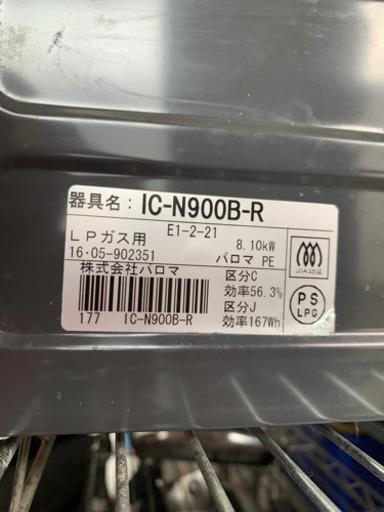 器具名：IC-N900B-R
E1-2-21
LPガス用 8.10kW
16・05-902351 パロマ PE
株式会社パロマ 区分C
効率56.3%
区分J
177 IC-N900B-R 効率167Wh
PS
LPG